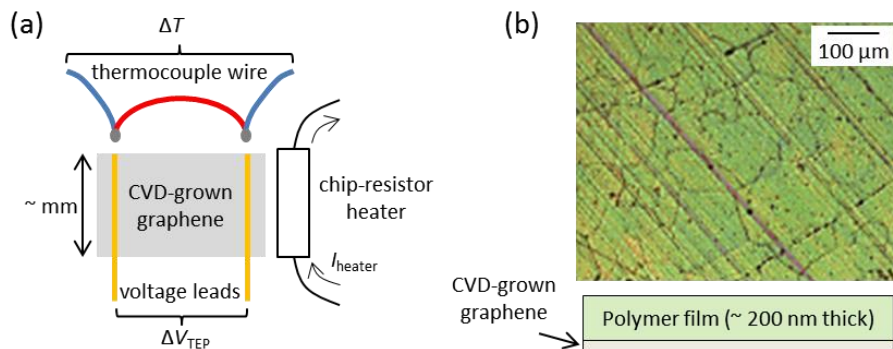 (a)
ΔT
thermocouple wire
~ mm
CVD-grown
graphene
chip-resistor
heater
I_heater
voltage leads
ΔV_TEP
(b)
100 μm
CVD-grown
graphene
Polymer film (~ 200 nm thick)